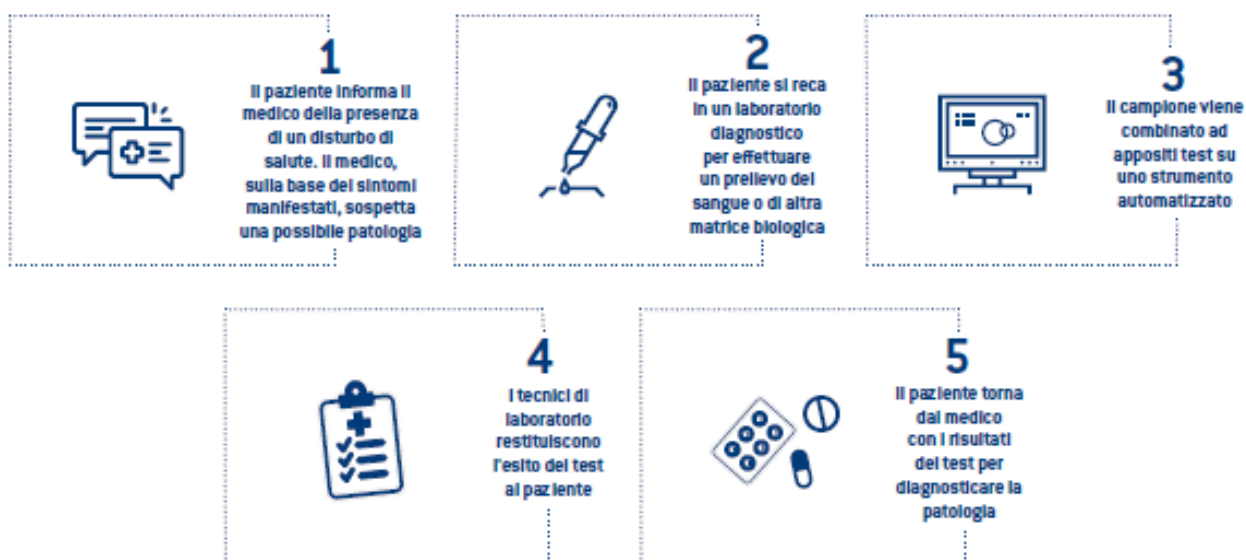 1
Il paziente informa il
medico della presenza
di un disturbo di
salute. Il medico,
sulla base dei sintomi
manifestati, sospetta
una possibile patologia
2
Il paziente si reca
in un laboratorio
diagnostico
per effettuare
un prelievo del
sangue o di altra
matrice biologica
3
Il campione viene
combinato ad
appositi test su
uno strumento
automatizzato
4
I tecnici di
laboratorio
restituiscono
l'esito del test
al paziente
5
Il paziente torna
dal medico
con i risultati
del test per
diagnosticare la
patologia